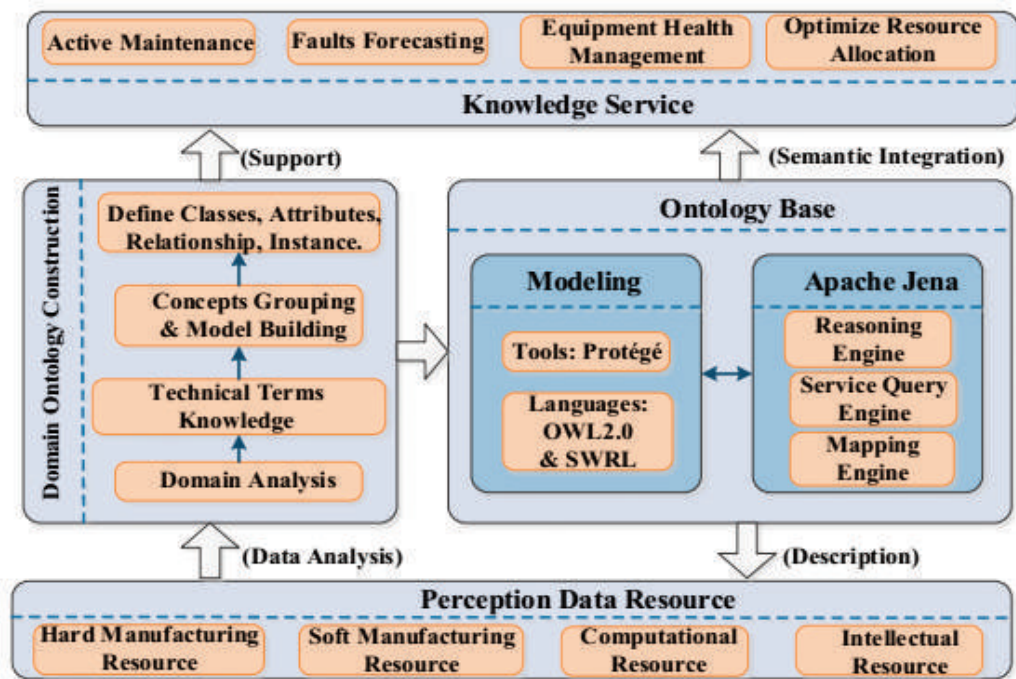 Active Maintenance
Faults Forecasting
Equipment Health
Management
Optimize Resource
Allocation
Knowledge Service
(Support)
(Semantic Integration)
Domain Ontology Construction
Define Classes, Attributes,
Relationship, Instance.
Concepts Grouping
& Model Building
Technical Terms
Knowledge
Domain Analysis
Ontology Base
Modeling
Tools: Protégé
Languages:
OWL2.0
& SWRL
Apache Jena
Reasoning
Engine
Service Query
Engine
Mapping
Engine
(Data Analysis)
(Description)
Perception Data Resource
Hard Manufacturing
Resource
Soft Manufacturing
Resource
Computational
Resource
Intellectual
Resource